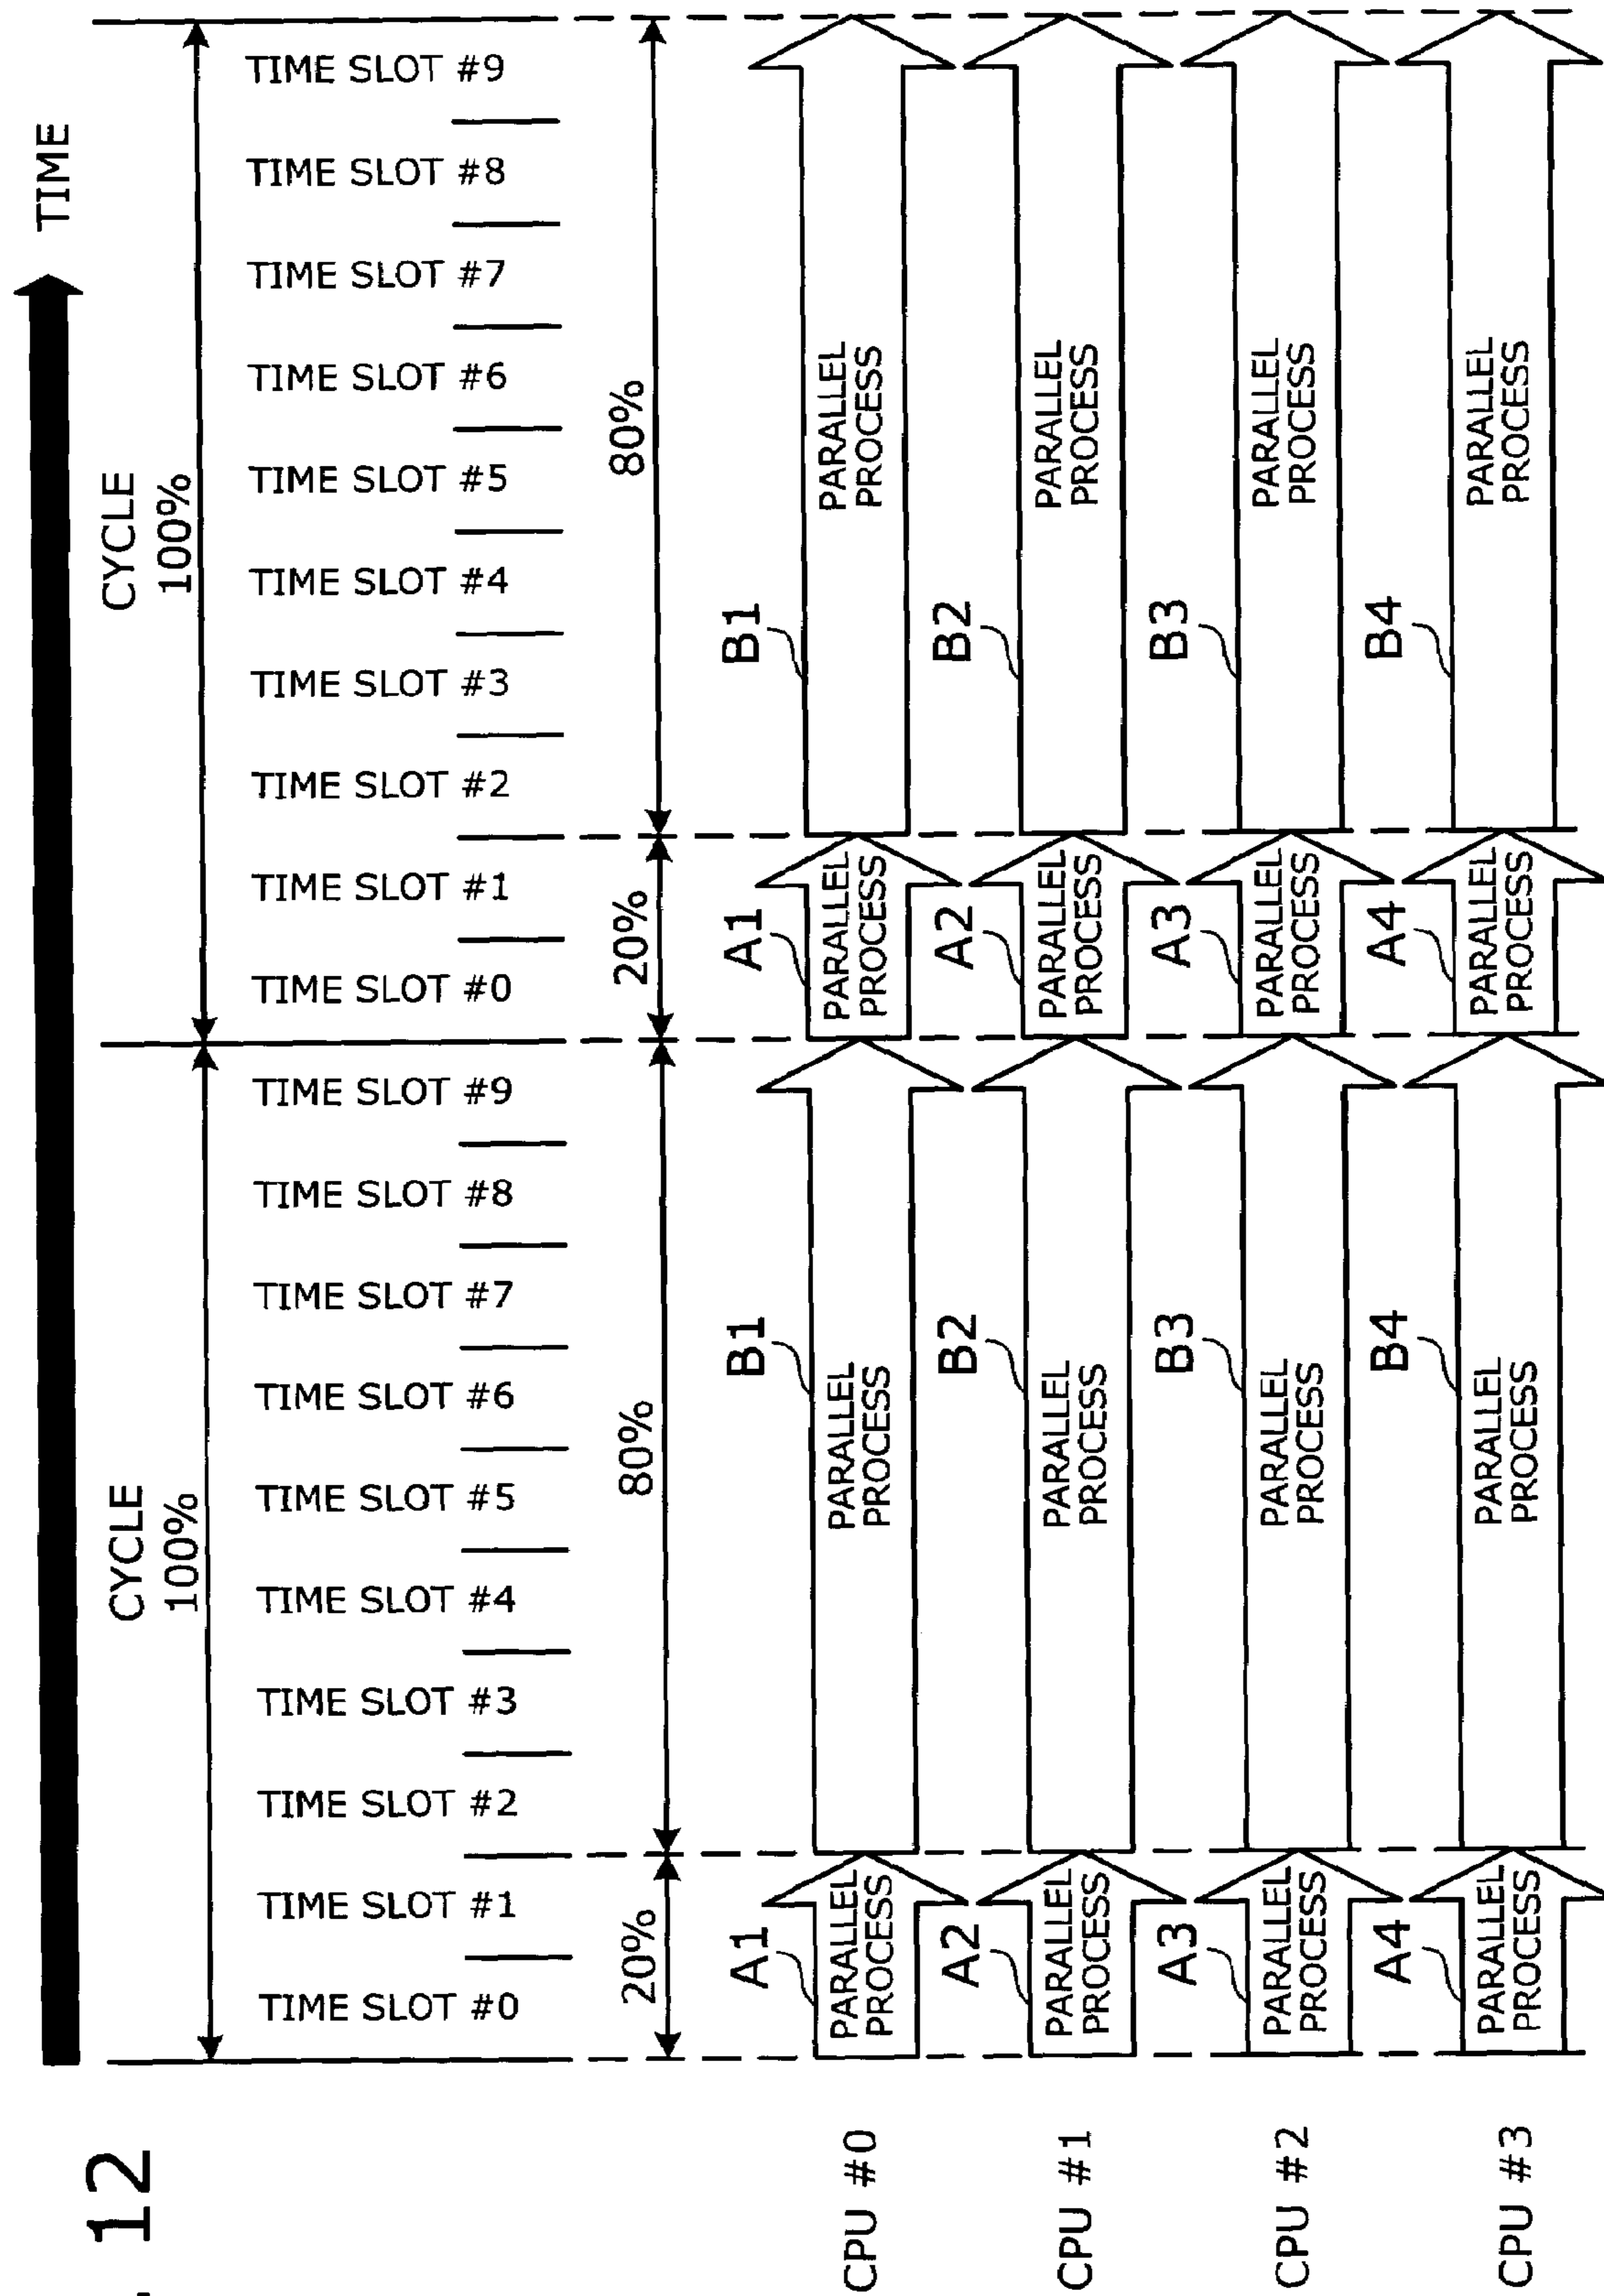 . 12
TIME
CYCLE
100%
CYCLE
100%
TIME SLOT #0
TIME SLOT #1
TIME SLOT #2
TIME SLOT #3
TIME SLOT #4
TIME SLOT #5
TIME SLOT #6
TIME SLOT #7
TIME SLOT #8
TIME SLOT #9
TIME SLOT #0
TIME SLOT #1
TIME SLOT #2
TIME SLOT #3
TIME SLOT #4
TIME SLOT #5
TIME SLOT #6
TIME SLOT #7
TIME SLOT #8
TIME SLOT #9
20%
80%
20%
80%
CPU #0
A1
PARALLEL
PROCESS
B1
PARALLEL
PROCESS
A1
PARALLEL
PROCESS
B1
PARALLEL
PROCESS
CPU #1
A2
PARALLEL
PROCESS
B2
PARALLEL
PROCESS
A2
PARALLEL
PROCESS
B2
PARALLEL
PROCESS
CPU #2
A3
PARALLEL
PROCESS
B3
PARALLEL
PROCESS
A3
PARALLEL
PROCESS
B3
PARALLEL
PROCESS
CPU #3
A4
PARALLEL
PROCESS
B4
PARALLEL
PROCESS
A4
PARALLEL
PROCESS
B4
PARALLEL
PROCESS